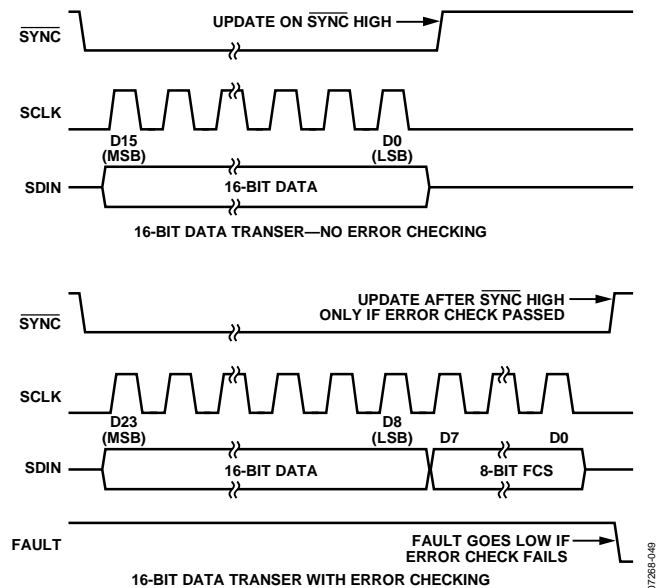 UPDATE ON SYNC HIGH
SYNC
SCLK
D15
(MSB)
D0
(LSB)
SDIN
16-BIT DATA
16-BIT DATA TRANSER—NO ERROR CHECKING
UPDATE AFTER SYNC HIGH
ONLY IF ERROR CHECK PASSED
SYNC
SCLK
D23
(MSB)
D8
(LSB)
D7
D0
SDIN
16-BIT DATA
8-BIT FCS
FAULT
FAULT GOES LOW IF
ERROR CHECK FAILS
16-BIT DATA TRANSER WITH ERROR CHECKING
07268-049